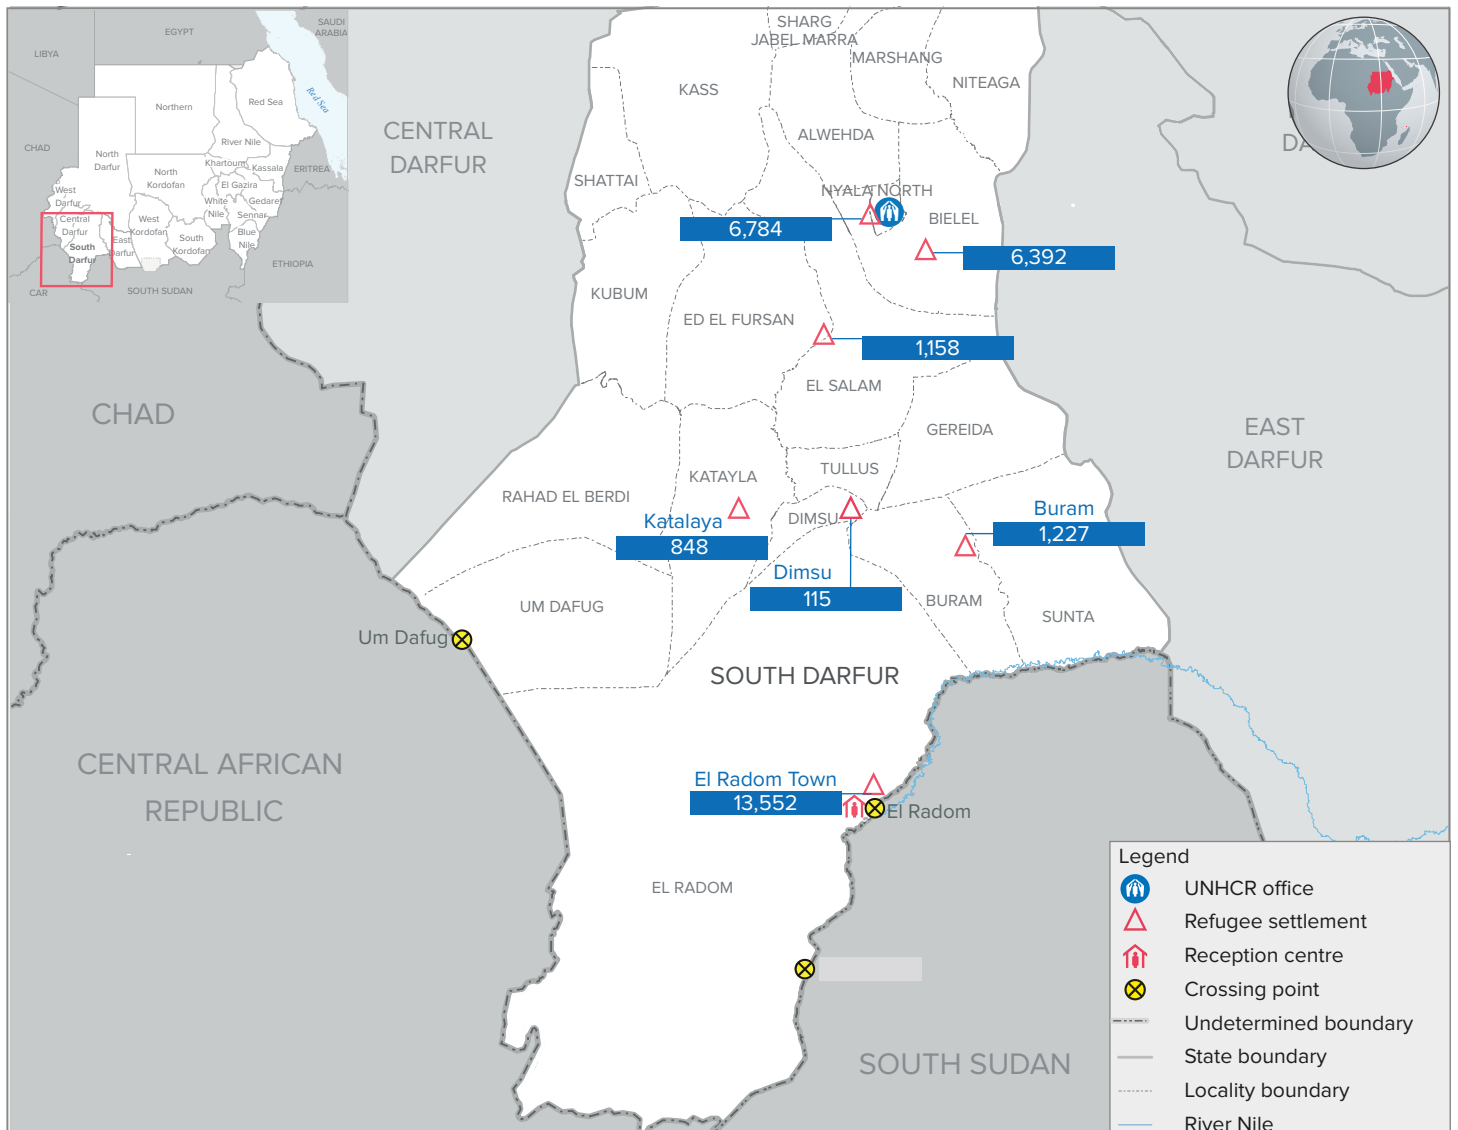 SHARG
JABEL MARRA
MARSHANG
NITEAGA
KASS
ALWEHDA
SHATTAI
NYALA NORTH
BIELEL
6,784
6,392
KUBUM
ED EL FURSAN
1,158
EL SALAM
GEREIDA
TULLUS
KATAYLA
RAHAD EL BERDI
DIMSU
Katalaya
848
Buram
1,227
Dimsu
115
BURAM
SUNTA
UM DAFUG
Um Dafug
SOUTH DARFUR
El Radom Town
13,552
El Radom
EL RADOM
CENTRAL
DARFUR
CHAD
EAST
DARFUR
DA
CENTRAL AFRICAN
REPUBLIC
SOUTH SUDAN
EGYPT
SAUDI
ARABIA
LIBYA
Red Sea
Northern
Red Sea
River Nile
CHAD
North
Darfur
Khartoum
Kassala
ERITREA
North
Kordofan
El Gazira
West
Darfur
White
Nile
Gedaref
Sennar
Central
Darfur
West
Kordofan
Blue
Nile
South
Kordofan
East
Darfur
South
Darfur
ETHIOPIA
CAR
SOUTH SUDAN
Legend
UNHCR office
Refugee settlement
Reception centre
Crossing point
Undetermined boundary
State boundary
Locality boundary
River Nile